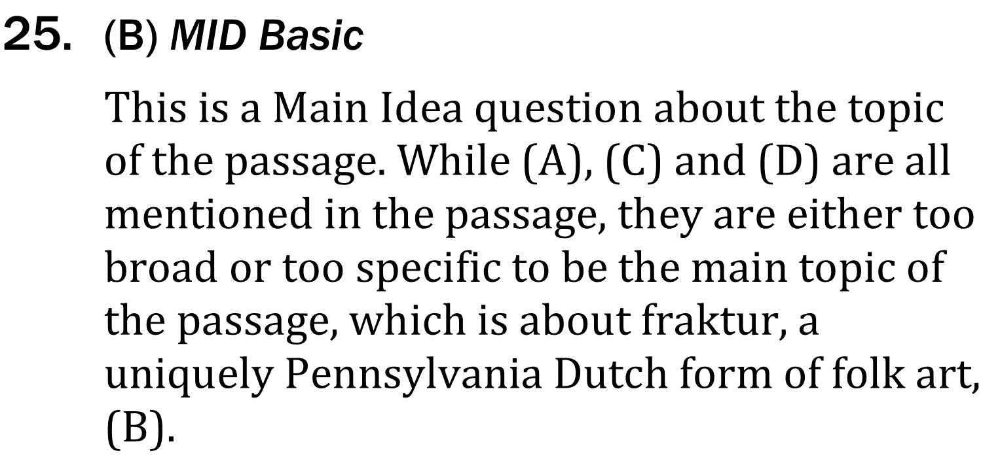 25. (B) MID Basic
This is a Main Idea question about the topic
of the passage. While (A), (C) and (D) are all
mentioned in the passage, they are either too
broad or too specific to be the main topic of
the passage, which is about fraktur, a
uniquely Pennsylvania Dutch form of folk art,
(B).